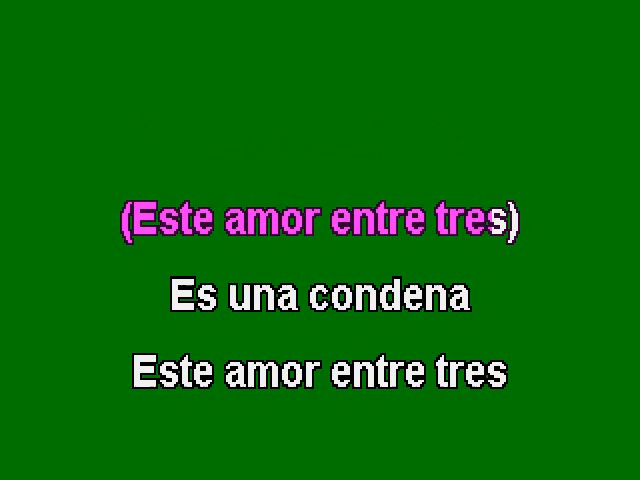 (Este amor entre tres)
Es una condena
Este amor entre tres